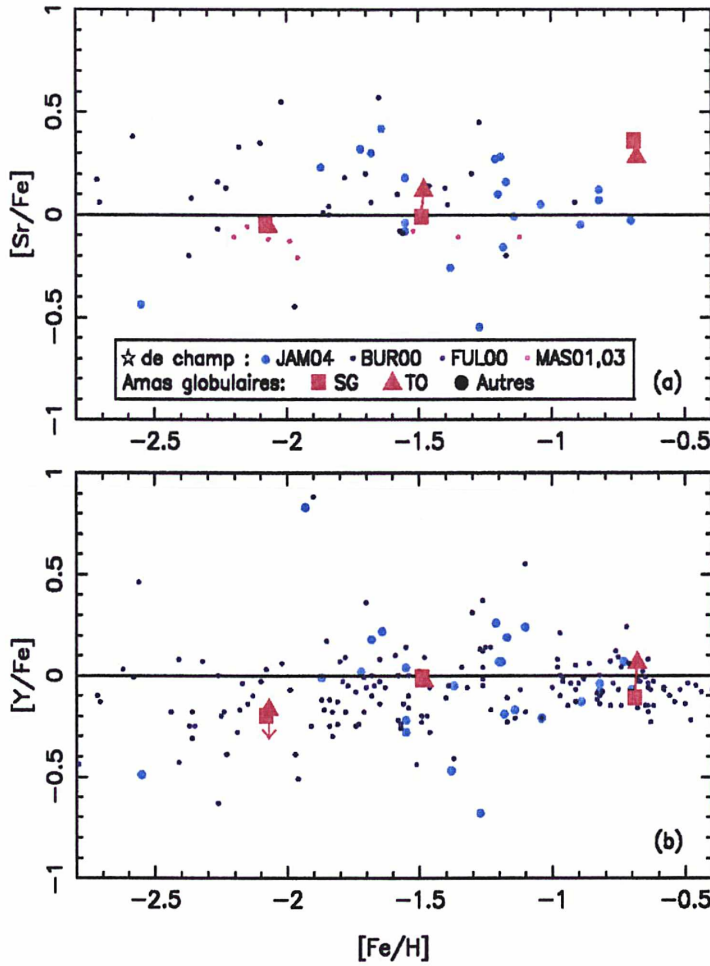 1
0.5
0
-0.5
-1
[Sr/Fe]
☆ de champ : JAM04 BUR00 FUL00 MAS01,03
Amas globulaires: SG TO Autres
(a)
-2.5 -2 -1.5 -1 -0.5
1
0.5
0
-0.5
-1
[Y/Fe]
(b)
-2.5 -2 -1.5 -1 -0.5
[Fe/H]